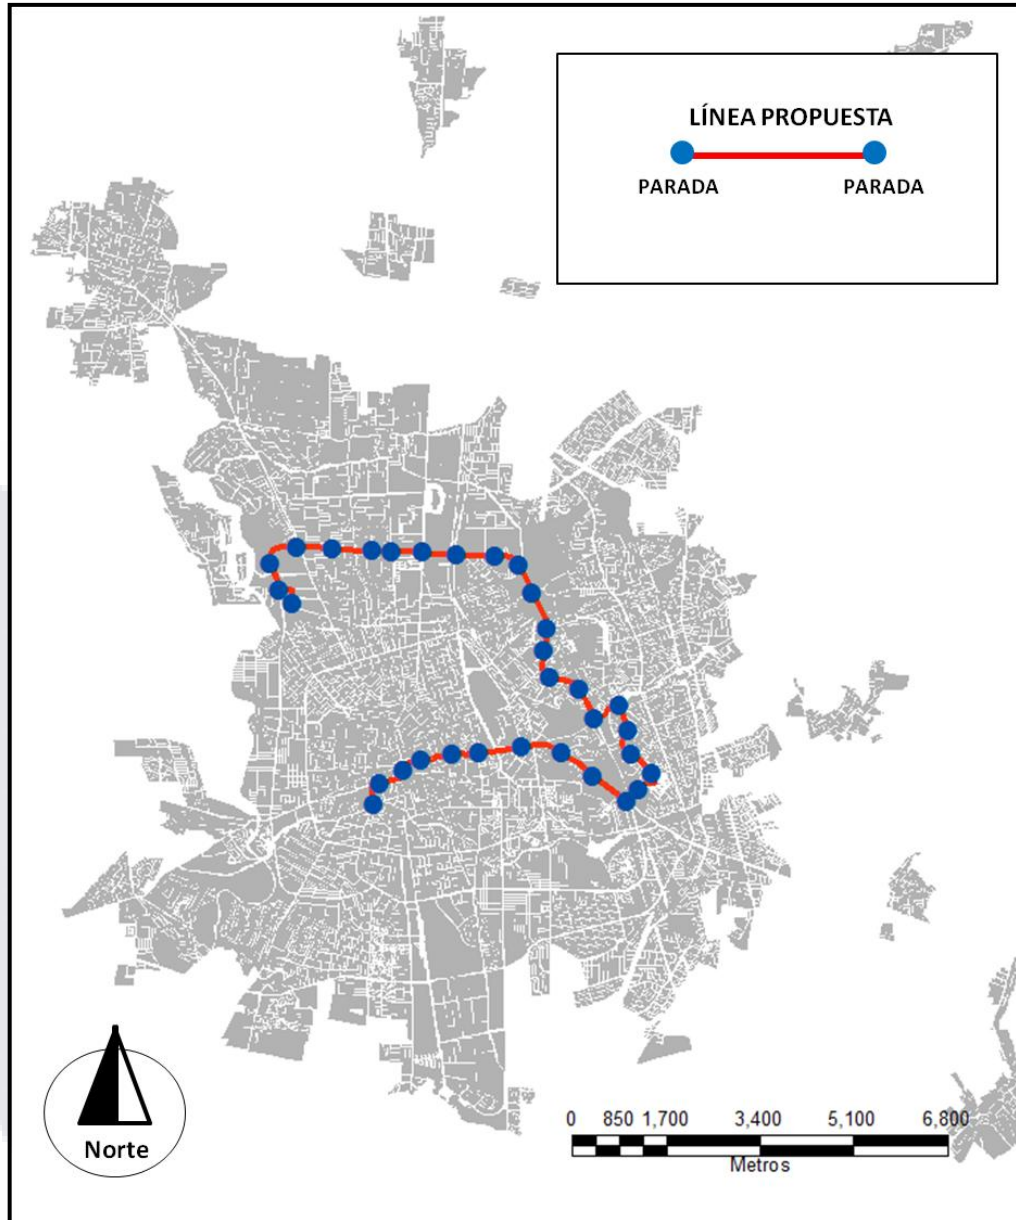 LÍNEA PROPUESTA
PARADA PARADA
Norte
0 850 1,700 3,400 5,100 6,800
Metros